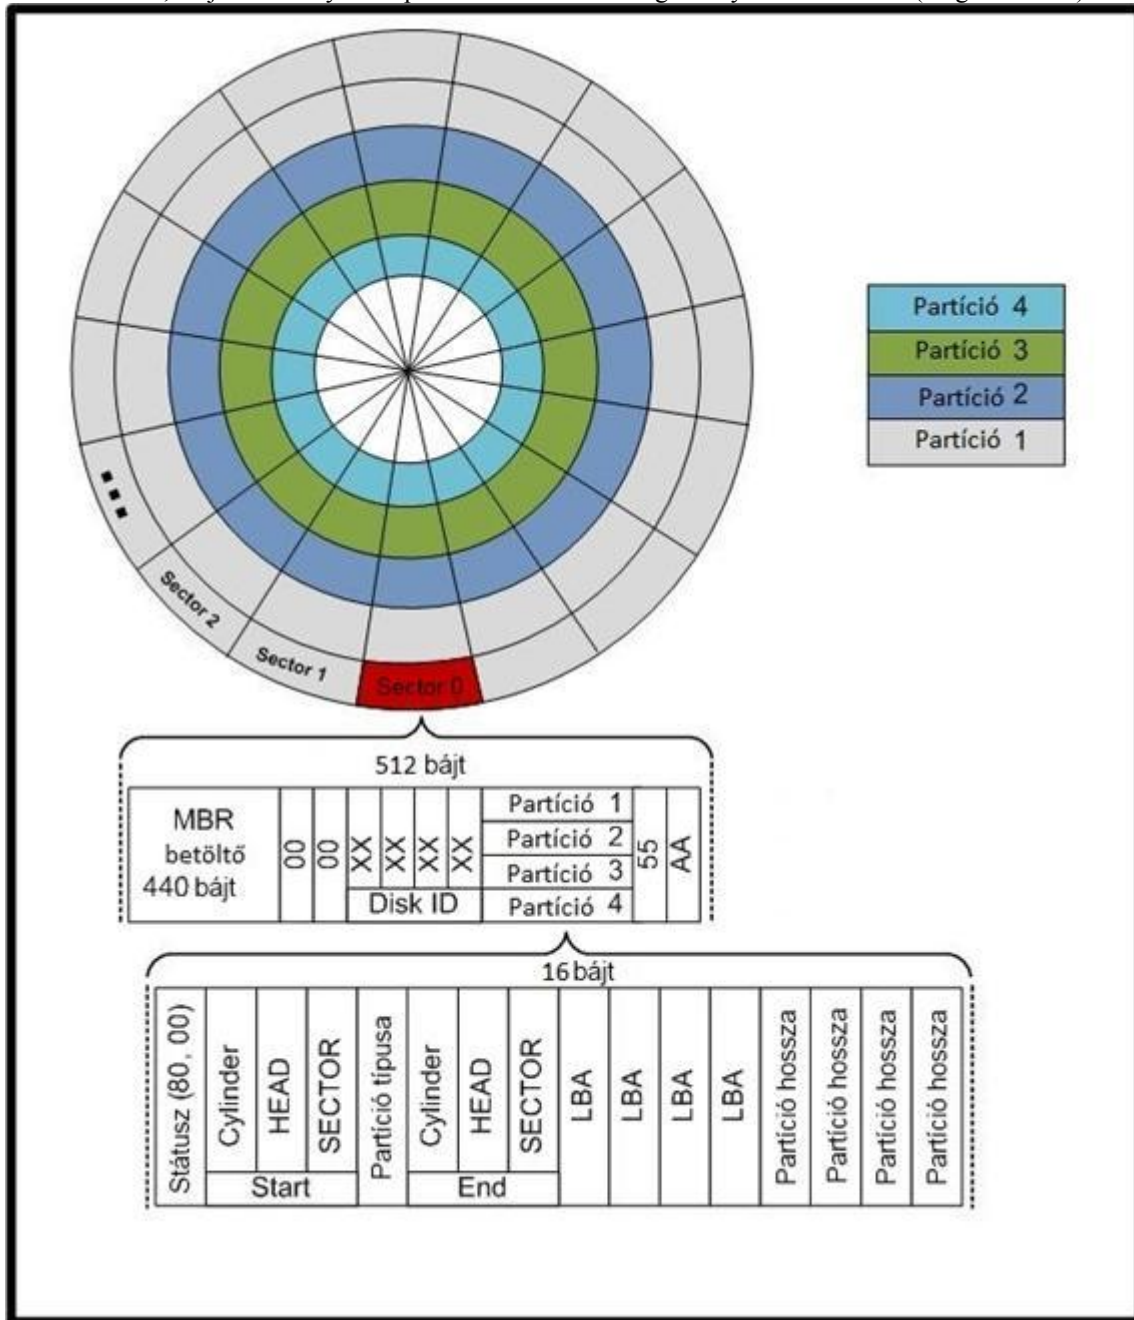 Partíció 4
Partíció 3
Partíció 2
Partíció 1
Sector 2
Sector 1
Sector 0
512 bájt
MBR
betöltő
440 bájt
00
00
XX
XX
XX
XX
Disk ID
Partíció 1
Partíció 2
Partíció 3
Partíció 4
55
AA
16 bájt
Státusz (80, 00)
Cylinder
HEAD
SECTOR
Start
Partíció típusa
Cylinder
HEAD
SECTOR
End
LBA
LBA
LBA
LBA
Partíció hossza
Partíció hossza
Partíció hossza
Partíció hossza